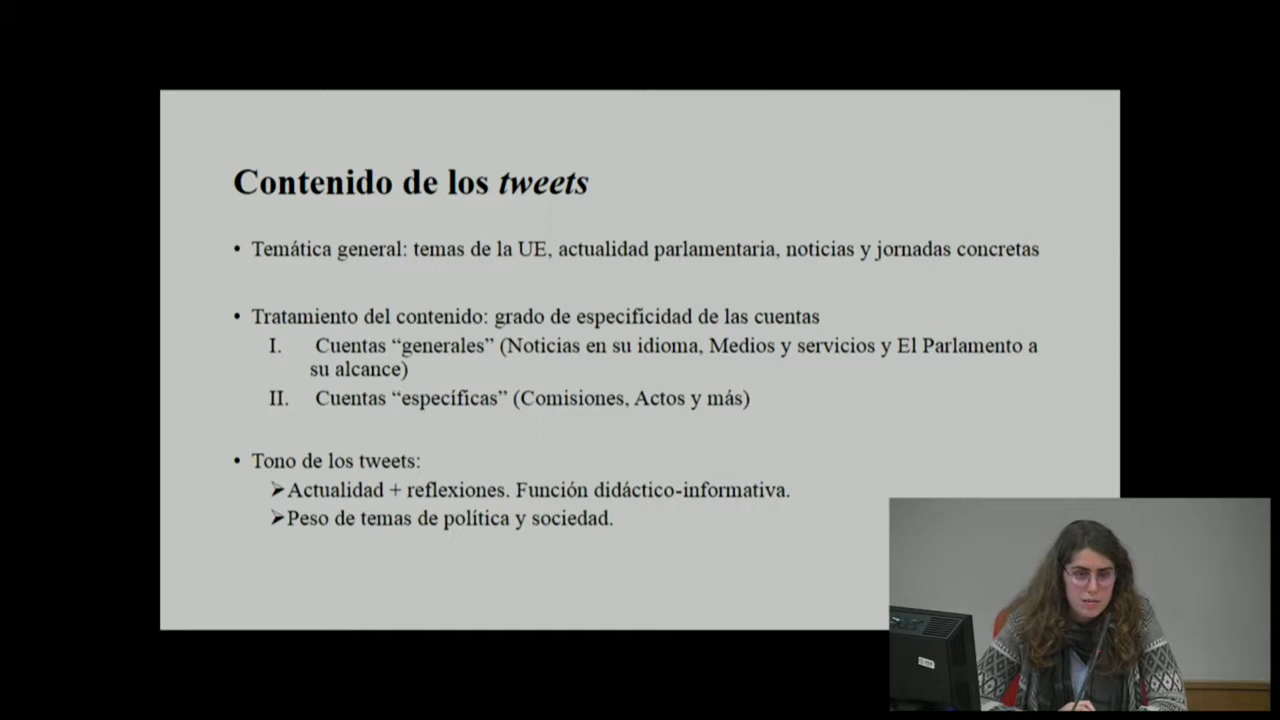 Contenido de los tweets
• Temática general: temas de la UE, actualidad parlamentaria, noticias y jornadas concretas
• Tratamiento del contenido: grado de especificidad de las cuentas
I. Cuentas “generales” (Noticias en su idioma, Medios y servicios y El Parlamento a
su alcance)
II. Cuentas “específicas” (Comisiones, Actos y más)
• Tono de los tweets:
➢Actualidad + reflexiones. Función didáctico-informativa.
➢Peso de temas de política y sociedad.